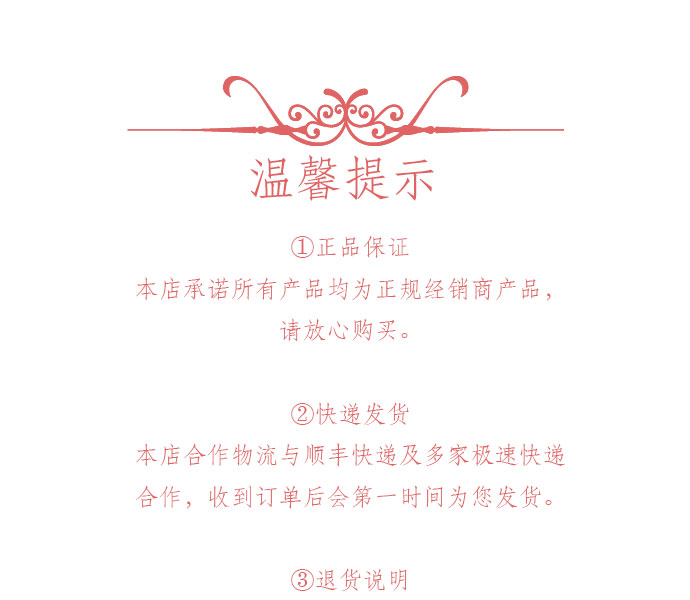 温馨提示
①正品保证
本店承诺所有产品均为正规经销商产品，
请放心购买。
②快递发货
本店合作物流与顺丰快递及多家极速快递
合作，收到订单后会第一时间为您发货。
③退货说明